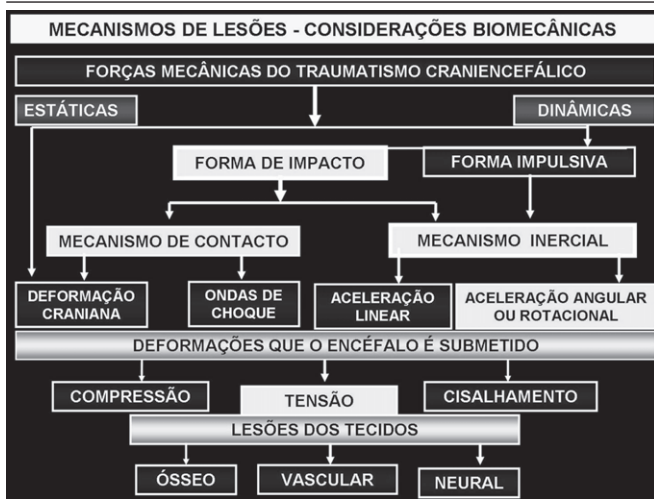 MECANISMOS DE LESÕES - CONSIDERAÇÕES BIOMECÂNICAS
FORÇAS MECÂNICAS DO TRAUMATISMO CRANIENCEFÁLICO
ESTÁTICAS
DINÂMICAS
FORMA DE IMPACTO
FORMA IMPULSIVA
MECANISMO DE CONTACTO
MECANISMO INERCIAL
DEFORMAÇÃO
CRANIANA
ONDAS DE
CHOQUE
ACELERAÇÃO
LINEAR
ACELERAÇÃO ANGULAR
OU ROTACIONAL
DEFORMAÇÕES QUE O ENCÉFALO É SUBMETIDO
COMPRESSÃO
TENSÃO
CISALHAMENTO
LESÕES DOS TECIDOS
ÓSSEO
VASCULAR
NEURAL